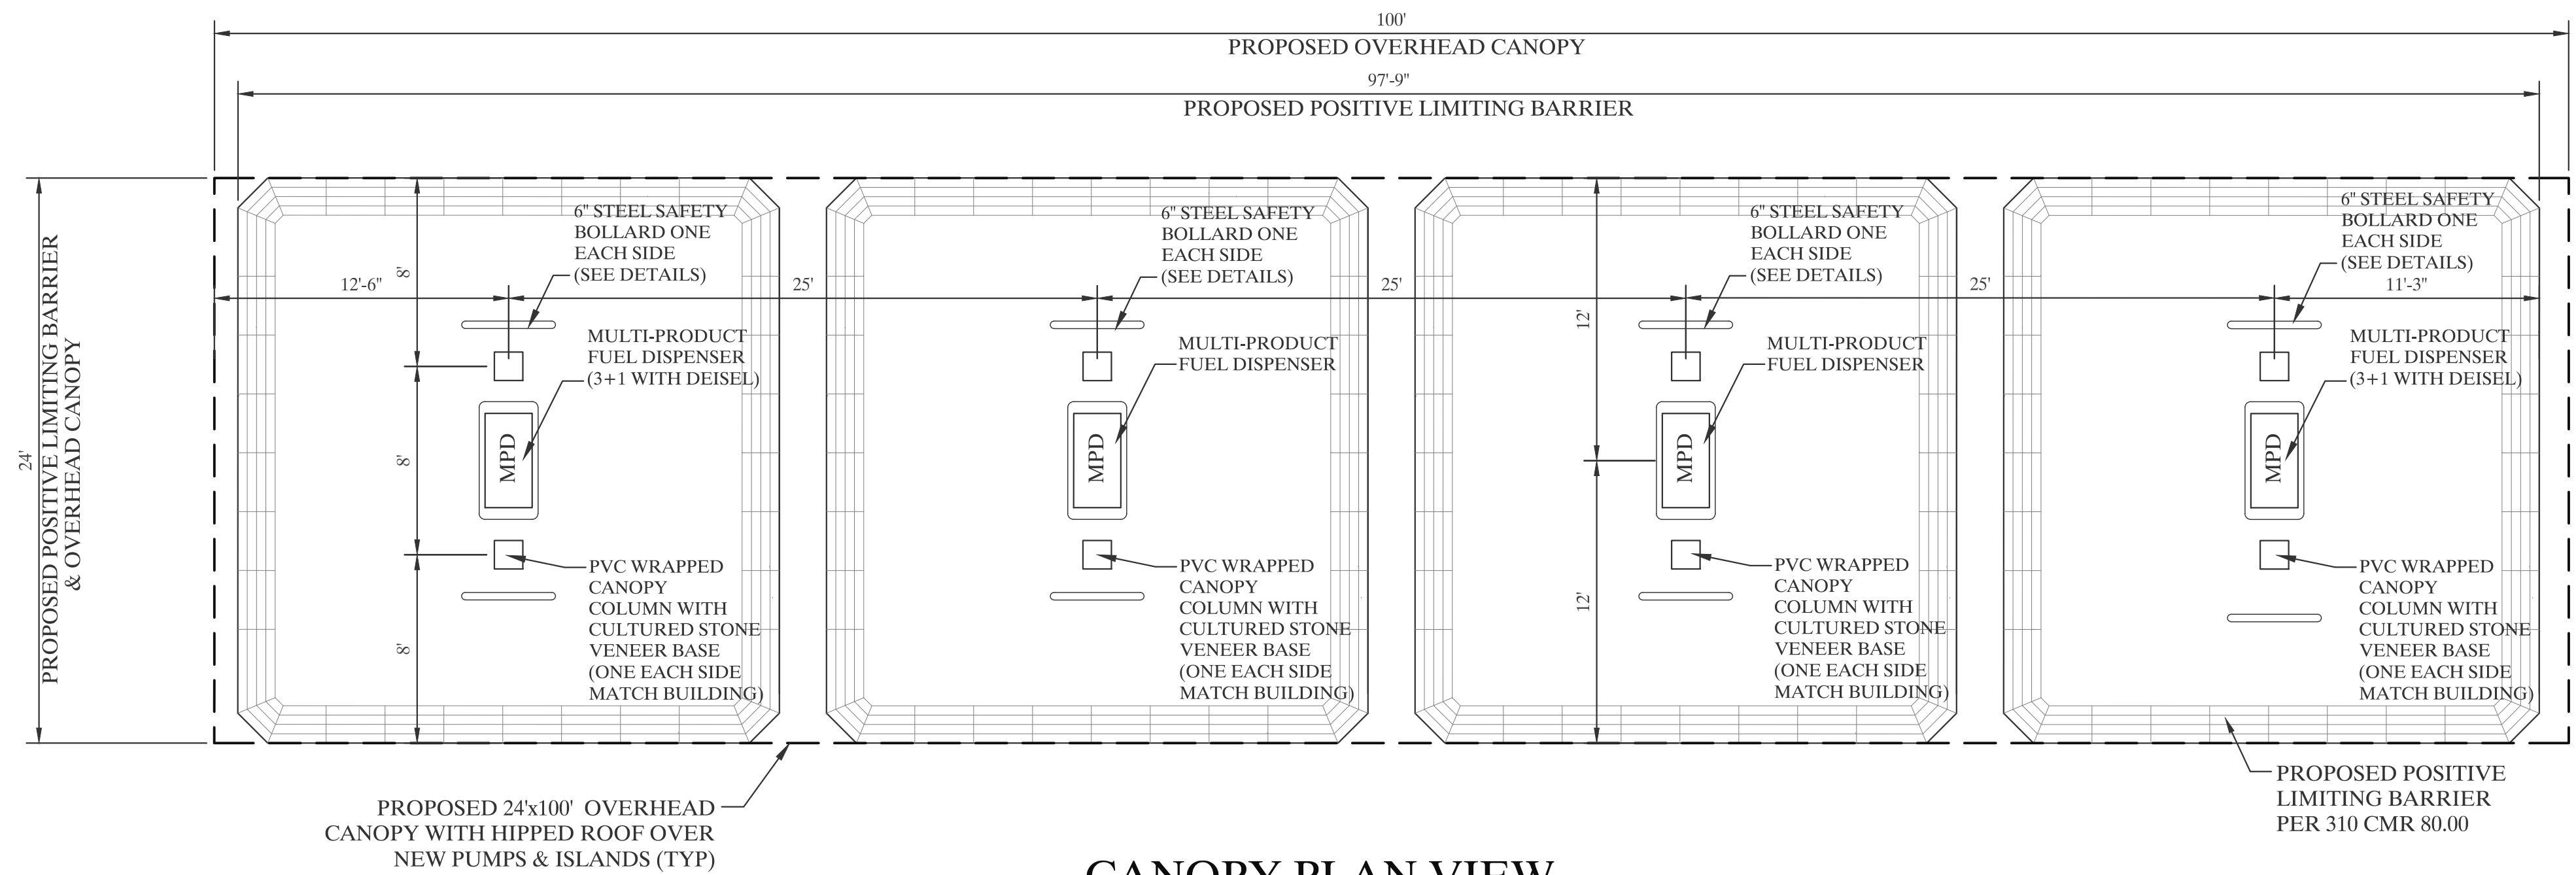 100'
PROPOSED OVERHEAD CANOPY
97'-9"
PROPOSED POSITIVE LIMITING BARRIER
24'
PROPOSED POSITIVE LIMITING BARRIER
& OVERHEAD CANOPY
12'-6"
25'
25'
25'
11'-3"
8'
8'
8'
6" STEEL SAFETY
BOLLARD ONE
EACH SIDE
(SEE DETAILS)
MULTI-PRODUCT
FUEL DISPENSER
(3+1 WITH DEISEL)
MPD
PVC WRAPPED
CANOPY
COLUMN WITH
CULTURED STONE
VENEER BASE
(ONE EACH SIDE
MATCH BUILDING)
6" STEEL SAFETY
BOLLARD ONE
EACH SIDE
(SEE DETAILS)
MULTI-PRODUCT
FUEL DISPENSER
MPD
PVC WRAPPED
CANOPY
COLUMN WITH
CULTURED STONE
VENEER BASE
(ONE EACH SIDE
MATCH BUILDING)
12'
12'
6" STEEL SAFETY
BOLLARD ONE
EACH SIDE
(SEE DETAILS)
MULTI-PRODUCT
FUEL DISPENSER
MPD
PVC WRAPPED
CANOPY
COLUMN WITH
CULTURED STONE
VENEER BASE
(ONE EACH SIDE
MATCH BUILDING)
6" STEEL SAFETY
BOLLARD ONE
EACH SIDE
(SEE DETAILS)
MULTI-PRODUCT
FUEL DISPENSER
(3+1 WITH DEISEL)
MPD
PVC WRAPPED
CANOPY
COLUMN WITH
CULTURED STONE
VENEER BASE
(ONE EACH SIDE
MATCH BUILDING)
PROPOSED 24'x100' OVERHEAD
CANOPY WITH HIPPED ROOF OVER
NEW PUMPS & ISLANDS (TYP)
PROPOSED POSITIVE
LIMITING BARRIER
PER 310 CMR 80.00
CANOPY PLAN VIEW